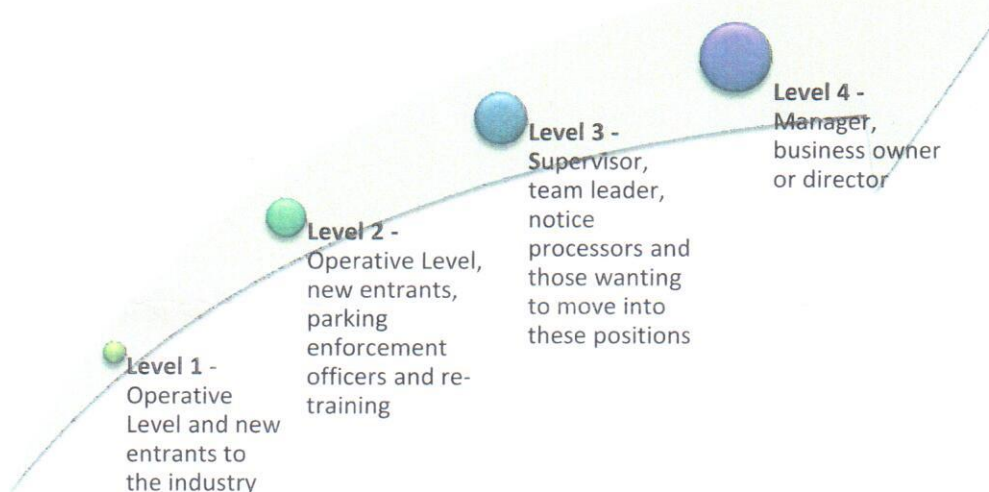 Level 1 -
Operative
Level and new
entrants to
the industry
Level 2 -
Operative Level,
new entrants,
parking
enforcement
officers and re-
training
Level 3 -
Supervisor,
team leader,
notice
processors and
those wanting
to move into
these positions
Level 4 -
Manager,
business owner
or director